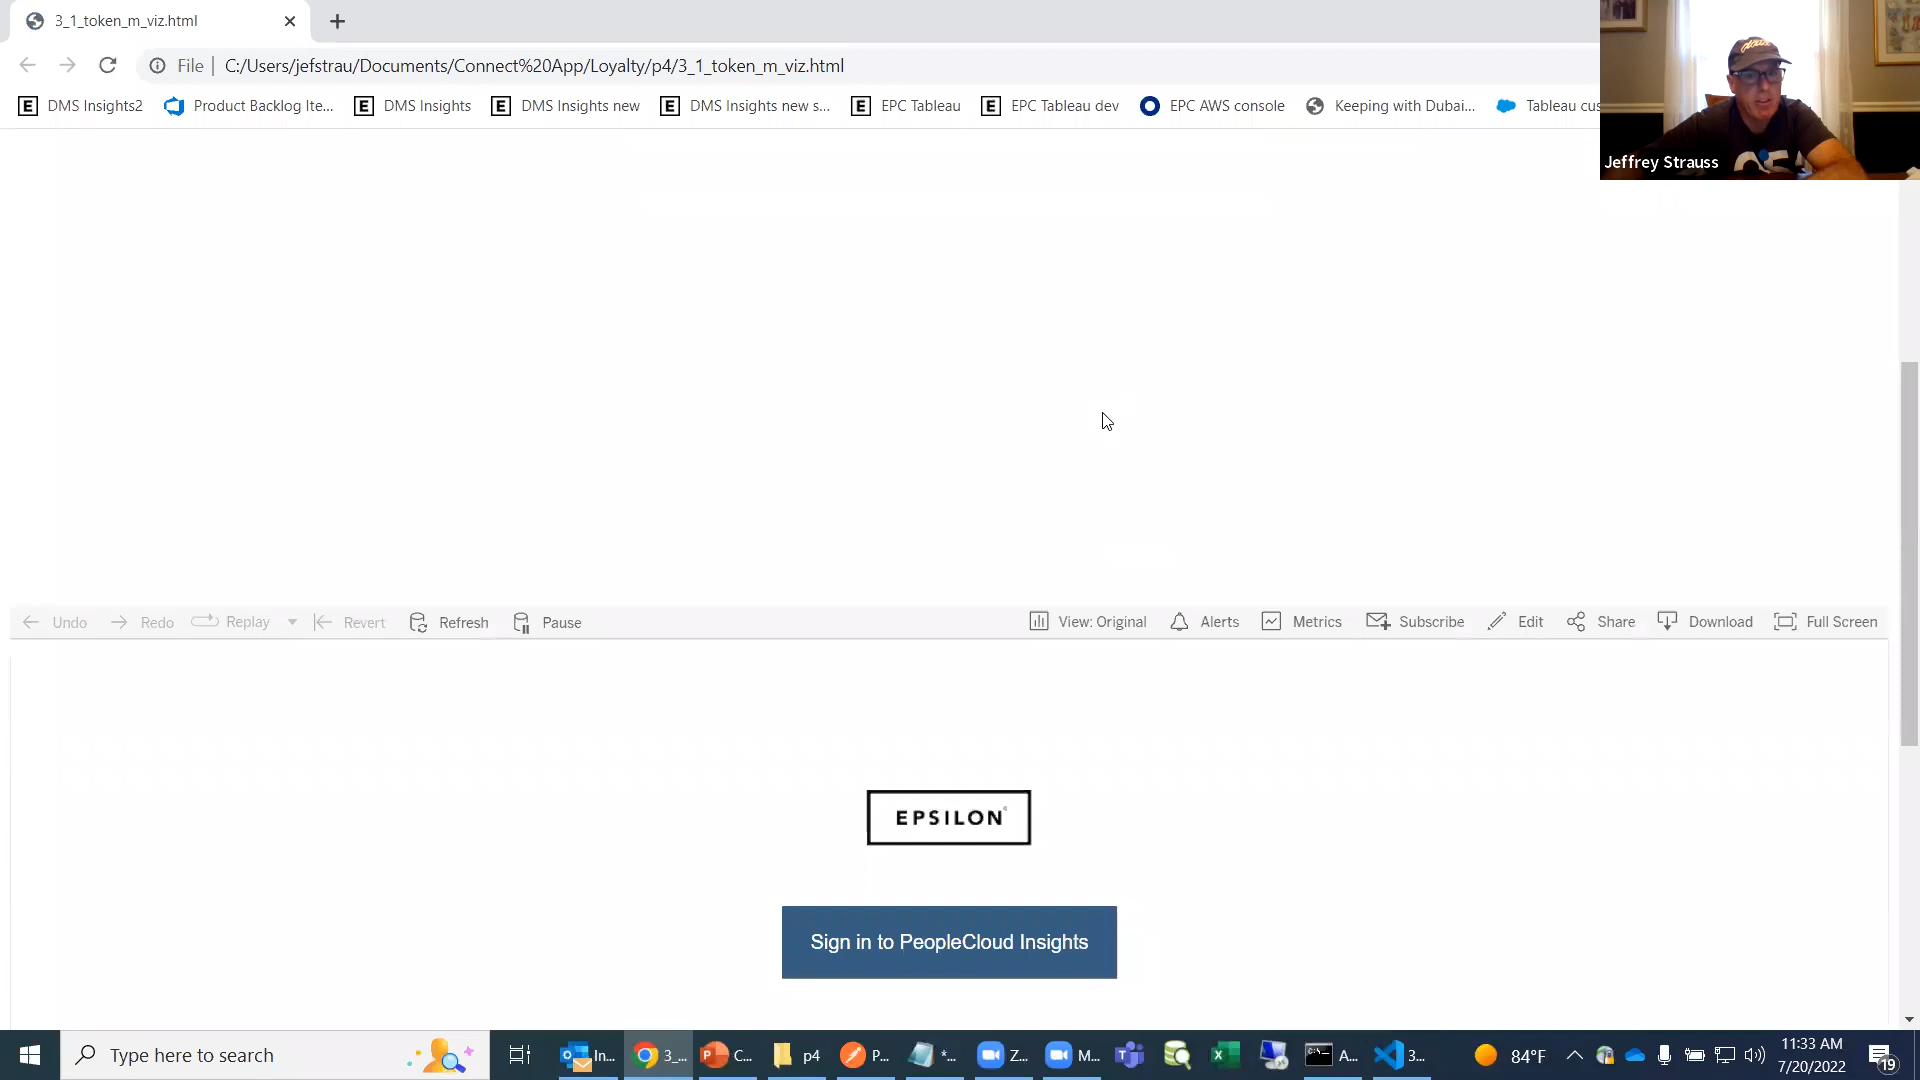 3_1_token_m_viz.html
File
C:/Users/jefstrau/Documents/Connect%20App/Loyalty/p4/3_1_token_m_viz.html
DMS Insights2 Product Backlog Ite... DMS Insights DMS Insights new DMS Insights new s... EPC Tableau EPC Tableau dev EPC AWS console Keeping with Dubai... Tableau cus
Jeffrey Strauss
Undo Redo Replay Revert Refresh Pause View: Original Alerts Metrics Subscribe Edit Share Download Full Screen
EPSILON
Sign in to PeopleCloud Insights
Type here to search
In... 3_... C... p4 P... *... Z... M... A... 3...
84°F
11:33 AM
7/20/2022
19